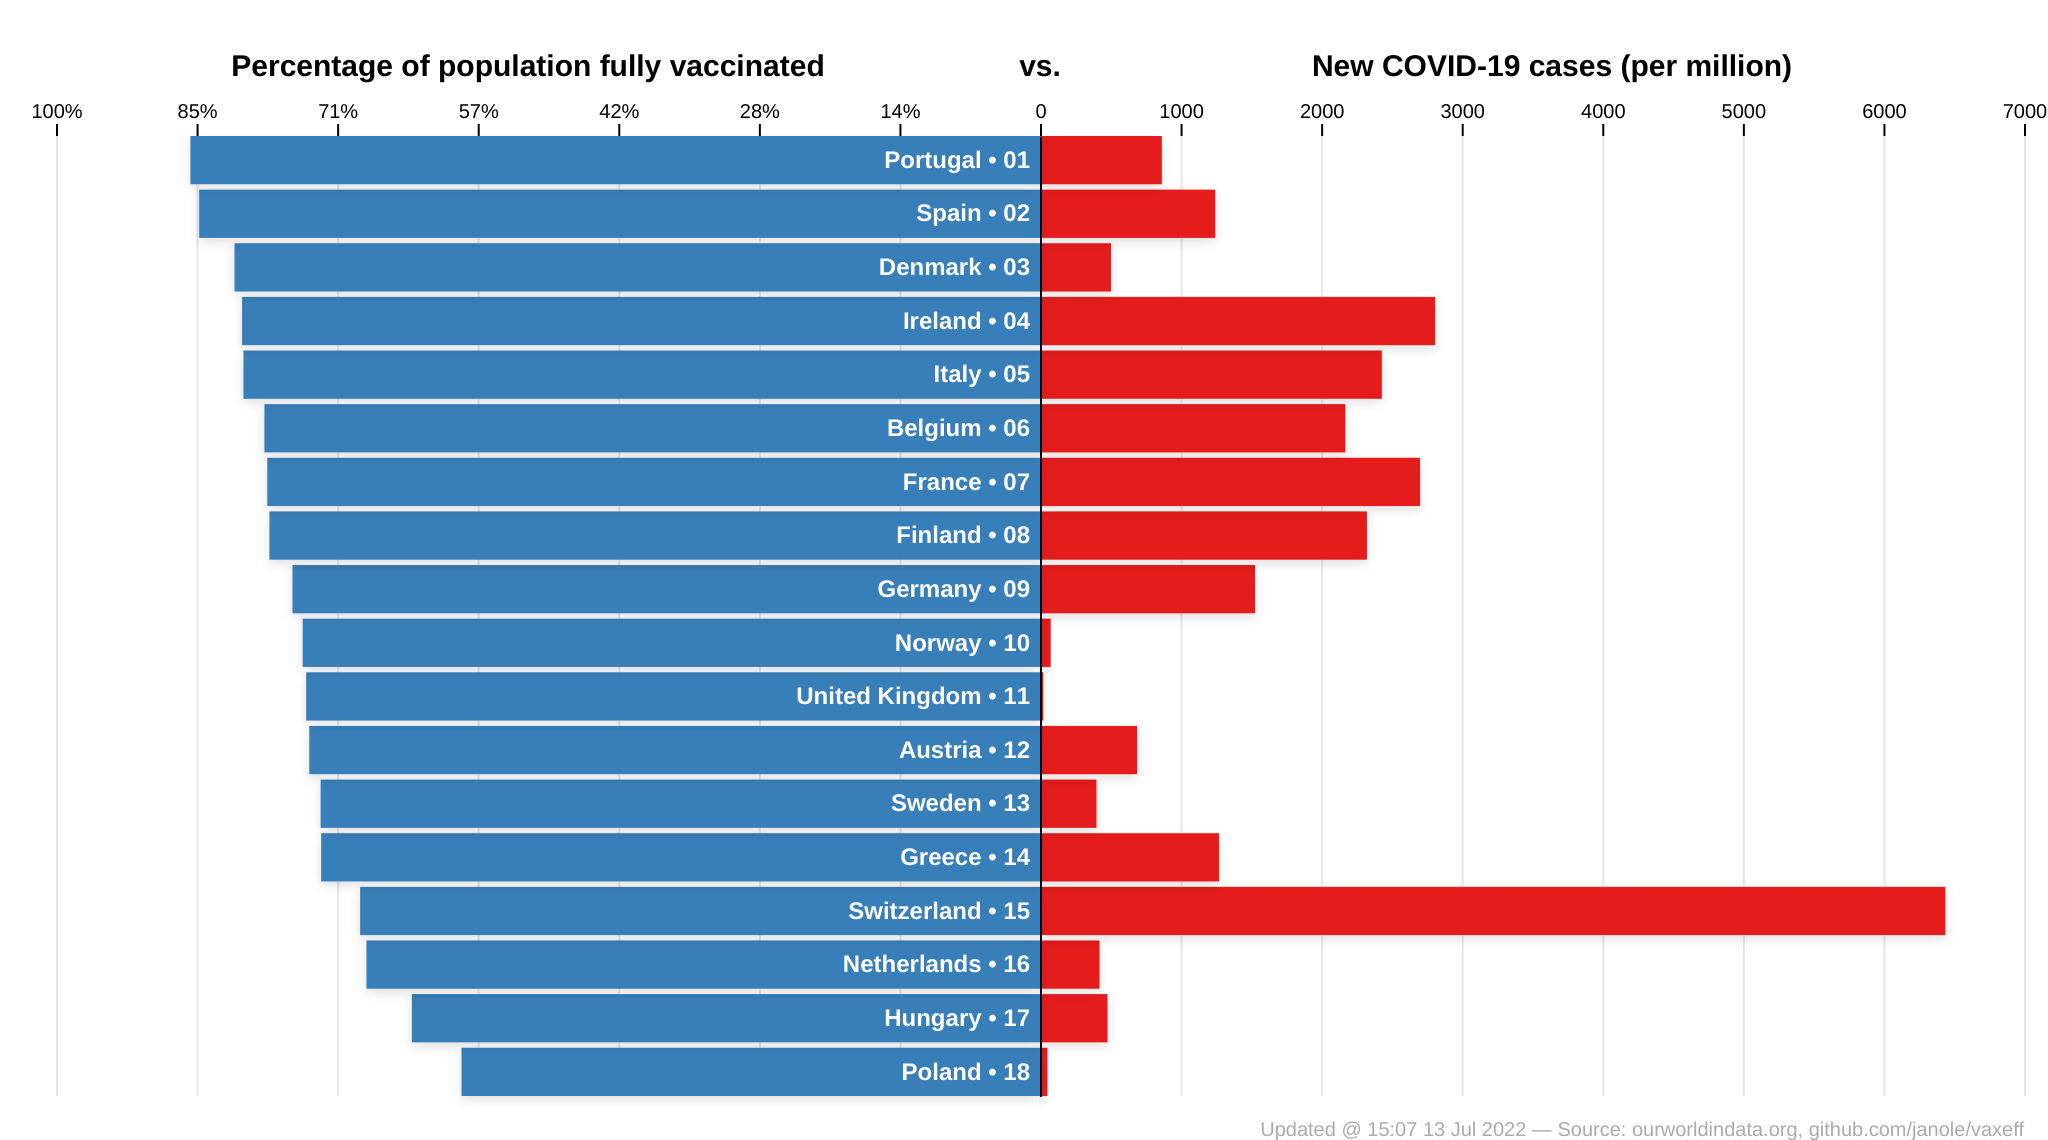 Percentage of population fully vaccinated vs. New COVID-19 cases (per million)
100% 85% 71% 57% 42% 28% 14% 0 1000 2000 3000 4000 5000 6000 7000
Portugal • 01
Spain • 02
Denmark • 03
Ireland • 04
Italy • 05
Belgium • 06
France • 07
Finland • 08
Germany • 09
Norway • 10
United Kingdom • 11
Austria • 12
Sweden • 13
Greece • 14
Switzerland • 15
Netherlands • 16
Hungary • 17
Poland • 18
Updated @ 15:07 13 Jul 2022 — Source: ourworldindata.org, github.com/janole/vaxeff